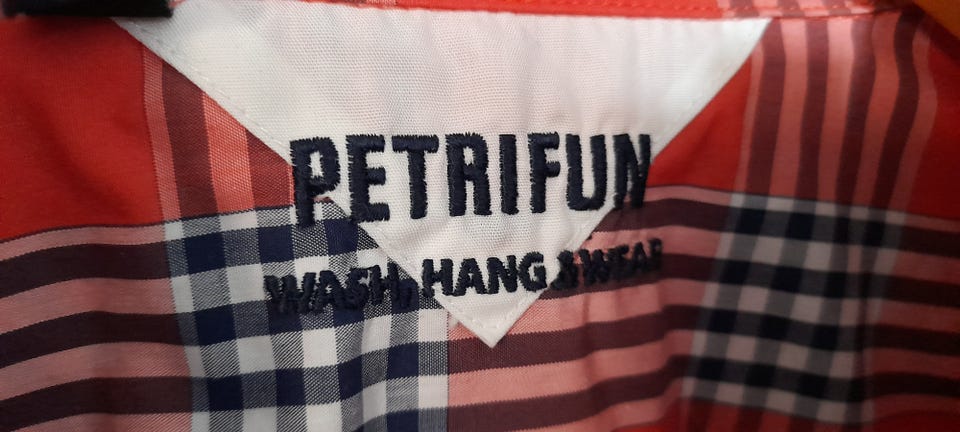 PETRIFUN
WASH, HANG & WEAR